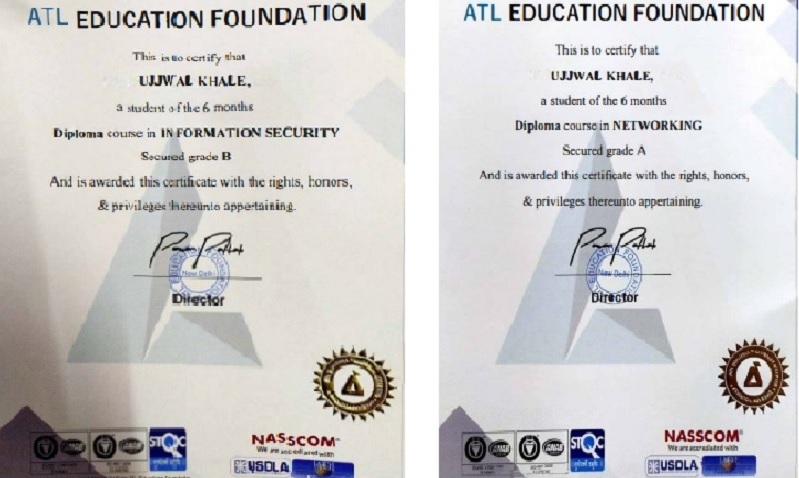 ATL EDUCATION FOUNDATION
This is to certify that
UJJWAL KHALE,
a student of the 6 months
Diploma course in INFORMATION SECURITY
Secured grade B
And is awarded this certificate with the rights, honors,
& privileges thereunto appertaining.
New Delhi
Director
STQC
NASSCOM
We are accredited with
USDLA
ATL EDUCATION FOUNDATION
This is to certify that
UJJWAL KHALE,
a student of the 6 months
Diploma course in NETWORKING
Secured grade A
And is awarded this certificate with the rights, honors,
& privileges thereunto appertaining.
EDUCATION FOUNDATION
New Delhi
Director
STQC
NASSCOM
We are accredited with
USDLA